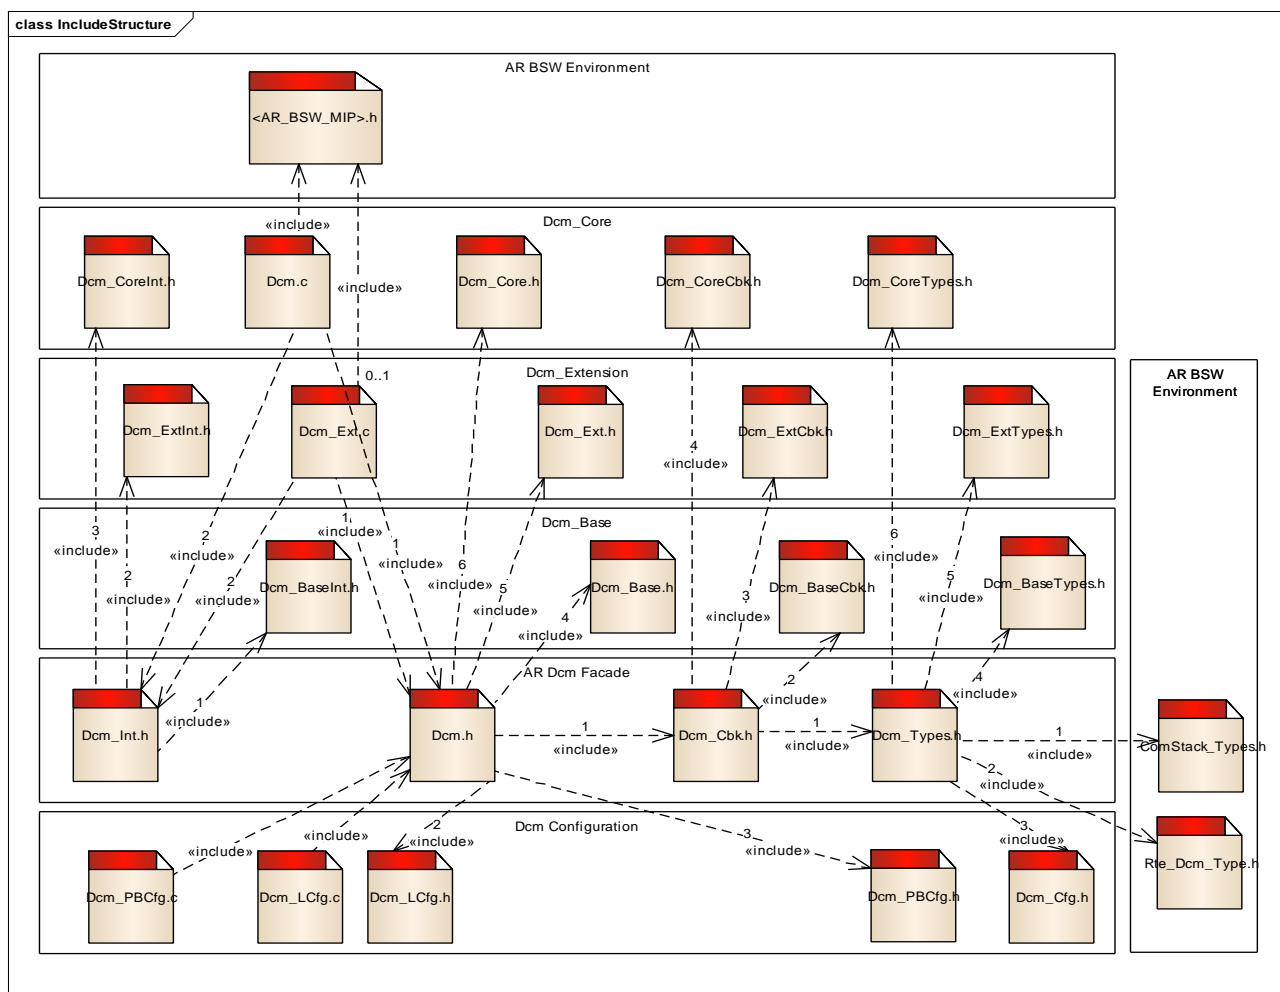 class IncludeStructure
AR BSW Environment
<AR_BSW_MIP>.h
«include»
Dcm_Core
Dcm_CoreInt.h
Dcm.c
«include»
Dcm_Core.h
Dcm_CoreCbk.h
Dcm_CoreTypes.h
Dcm_Extension
0..1
Dcm_ExtInt.h
Dcm_Ext.c
Dcm_Ext.h
Dcm_ExtCbk.h
Dcm_ExtTypes.h
4
«include»
AR BSW
Environment
Dcm_Base
3
«include»
2
«include»
2
«include»
2
«include»
1
«include»
1
«include»
6
«include»
5
«include»
4
«include»
3
«include»
6
«include»
5
«include»
Dcm_BaseInt.h
Dcm_Base.h
Dcm_BaseCbk.h
Dcm_BaseTypes.h
AR Dcm Facade
1
«include»
2
«include»
4
«include»
Dcm_Int.h
Dcm.h
1
«include»
Dcm_Cbk.h
1
«include»
Dcm_Types.h
1
«include»
ComStack_Types.h
2
«include»
Dcm Configuration
«include»
«include»
2
«include»
3
«include»
3
«include»
Dcm_PBCfg.c
Dcm_LCfg.c
Dcm_LCfg.h
Dcm_PBCfg.h
Dcm_Cfg.h
Rte_Dcm_Type.h